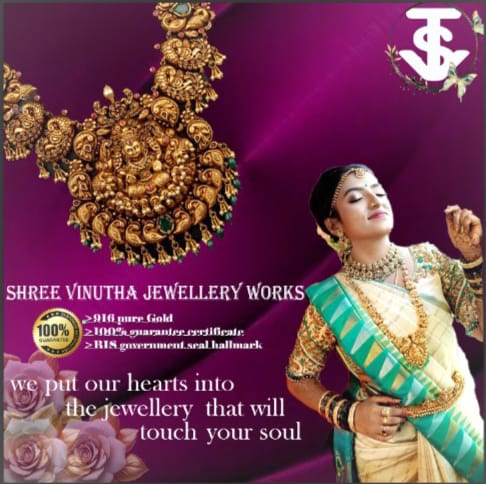 SHREE VINUTHA JEWELLERY WORKS
100%
GUARANTEE
>916 pure Gold
>100% guarantee certificate
>BIS government seal hallmark
we put our hearts into
the jewellery that will
touch your soul